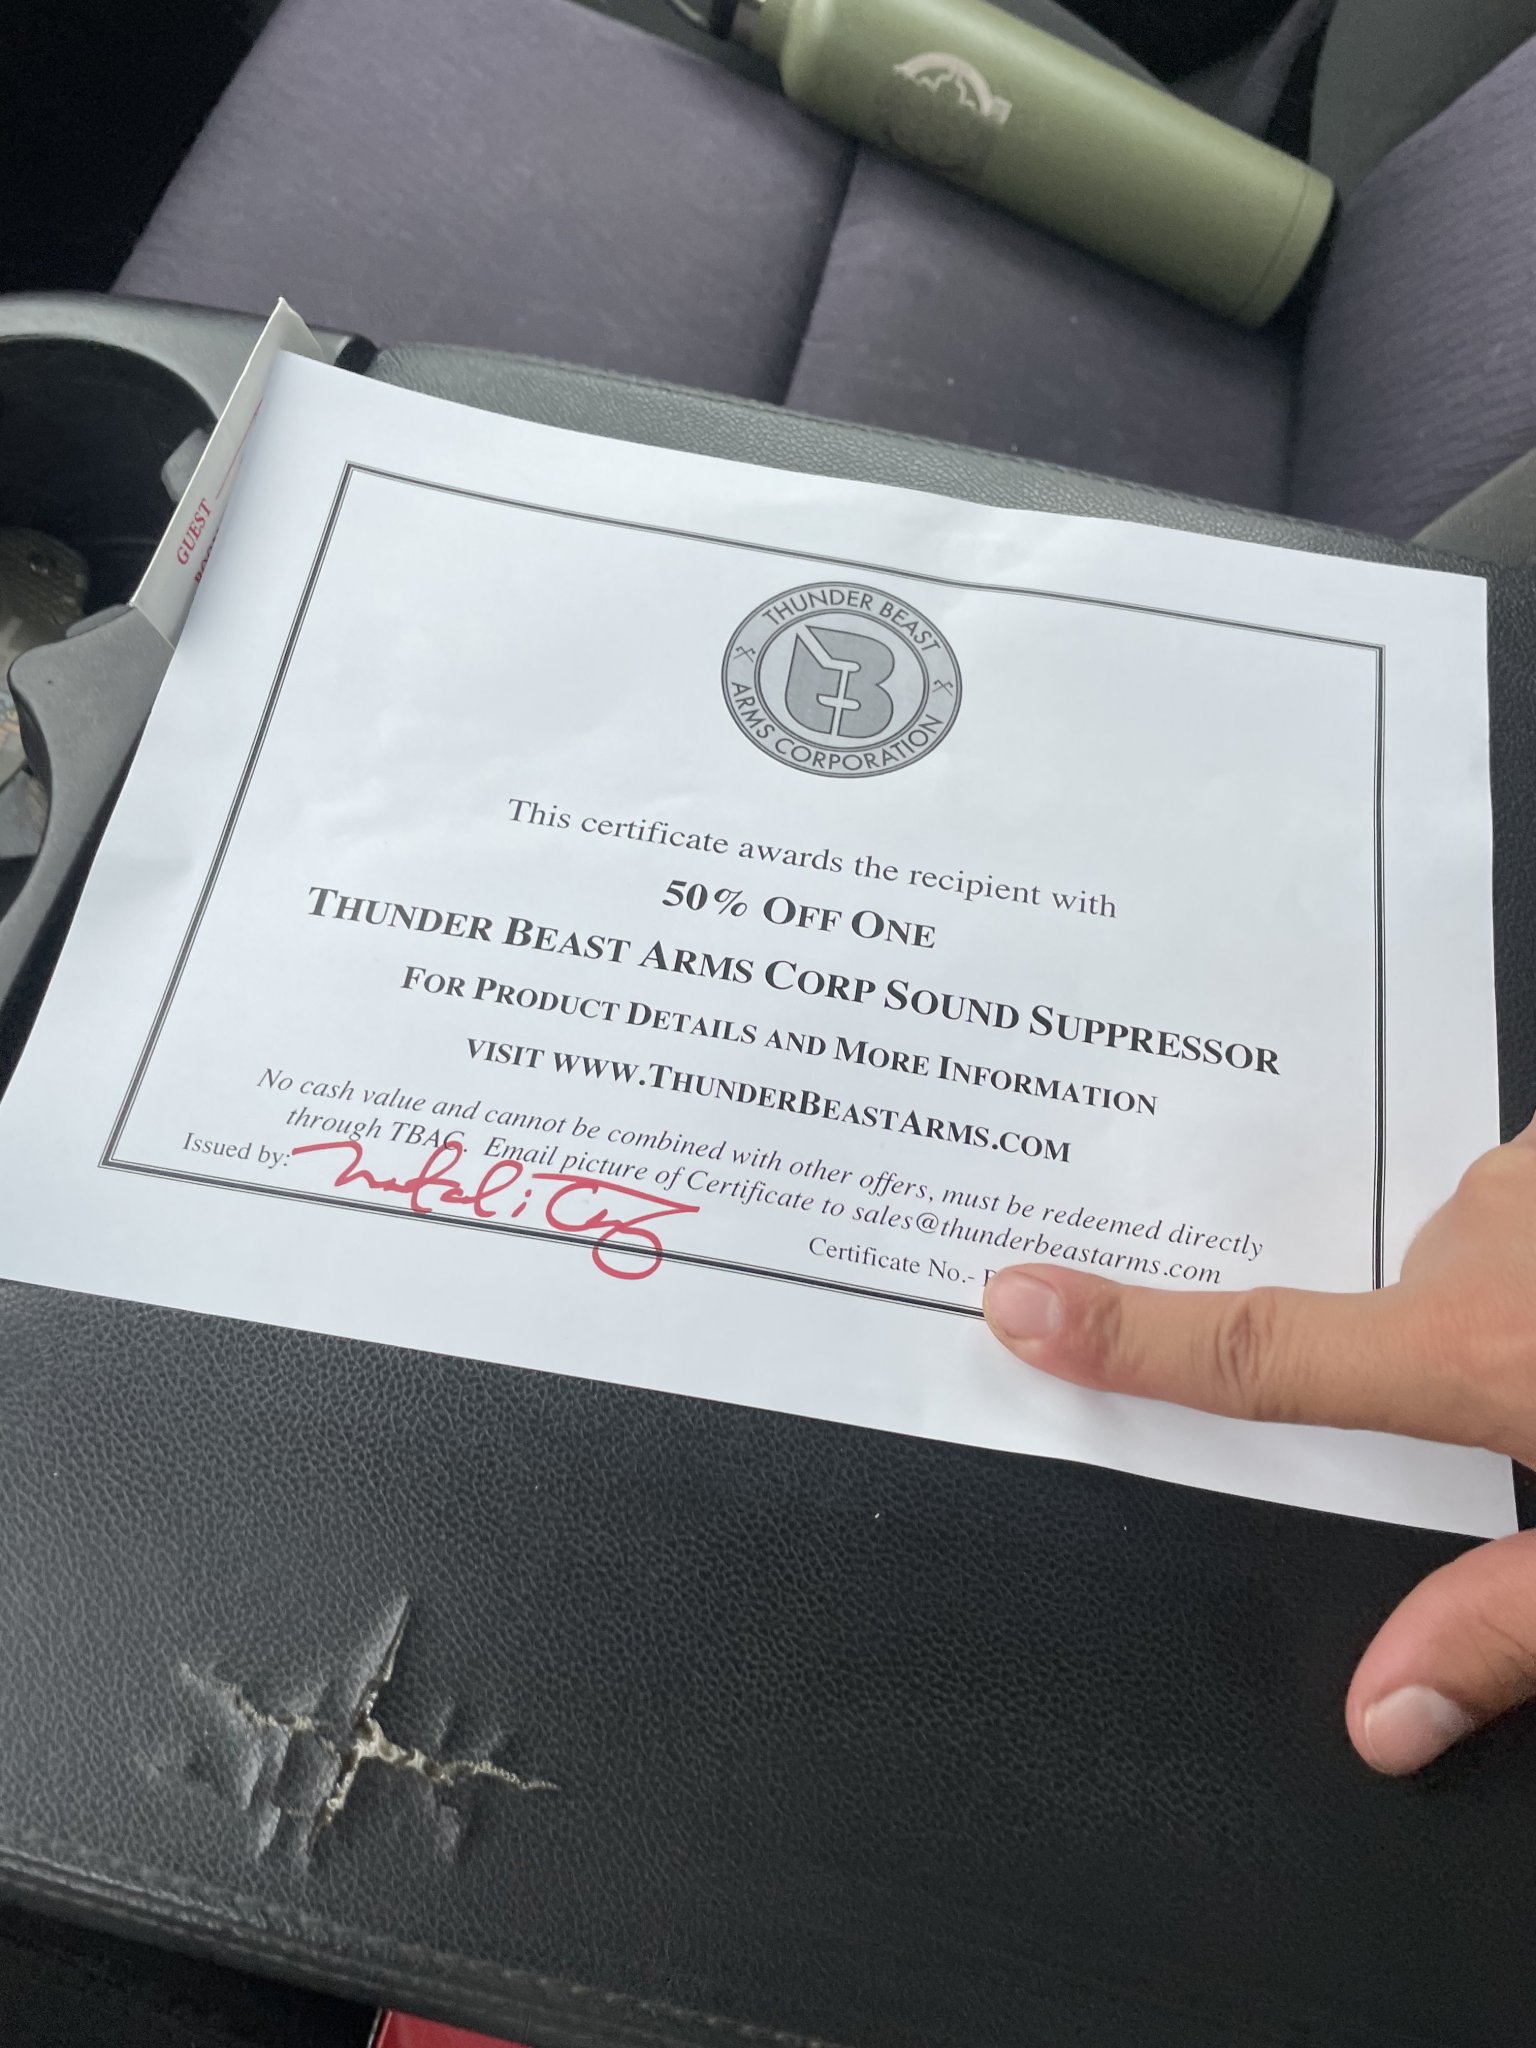 THUNDER BEAST
ARMS CORPORATION
This certificate awards the recipient with
50% OFF ONE
THUNDER BEAST ARMS CORP SOUND SUPPRESSOR
FOR PRODUCT DETAILS AND MORE INFORMATION
VISIT WWW.THUNDERBEASTARMS.COM
No cash value and cannot be combined with other offers, must be redeemed directly
through TBAC. Email picture of Certificate to sales@thunderbeastarms.com
Issued by:
Certificate No.-
GUEST